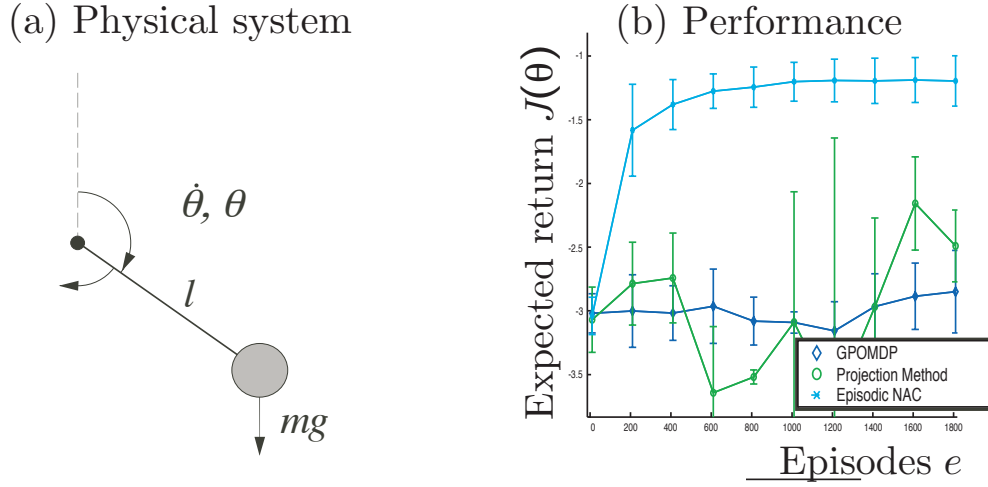 (a) Physical system
θ̇, θ
l
mg
(b) Performance
Expected return J(θ)
-1
-1.5
-2
-2.5
-3
-3.5
0 200 400 600 800 1000 1200 1400 1600 1800
GPOMDP
Projection Method
Episodic NAC
Episodes e